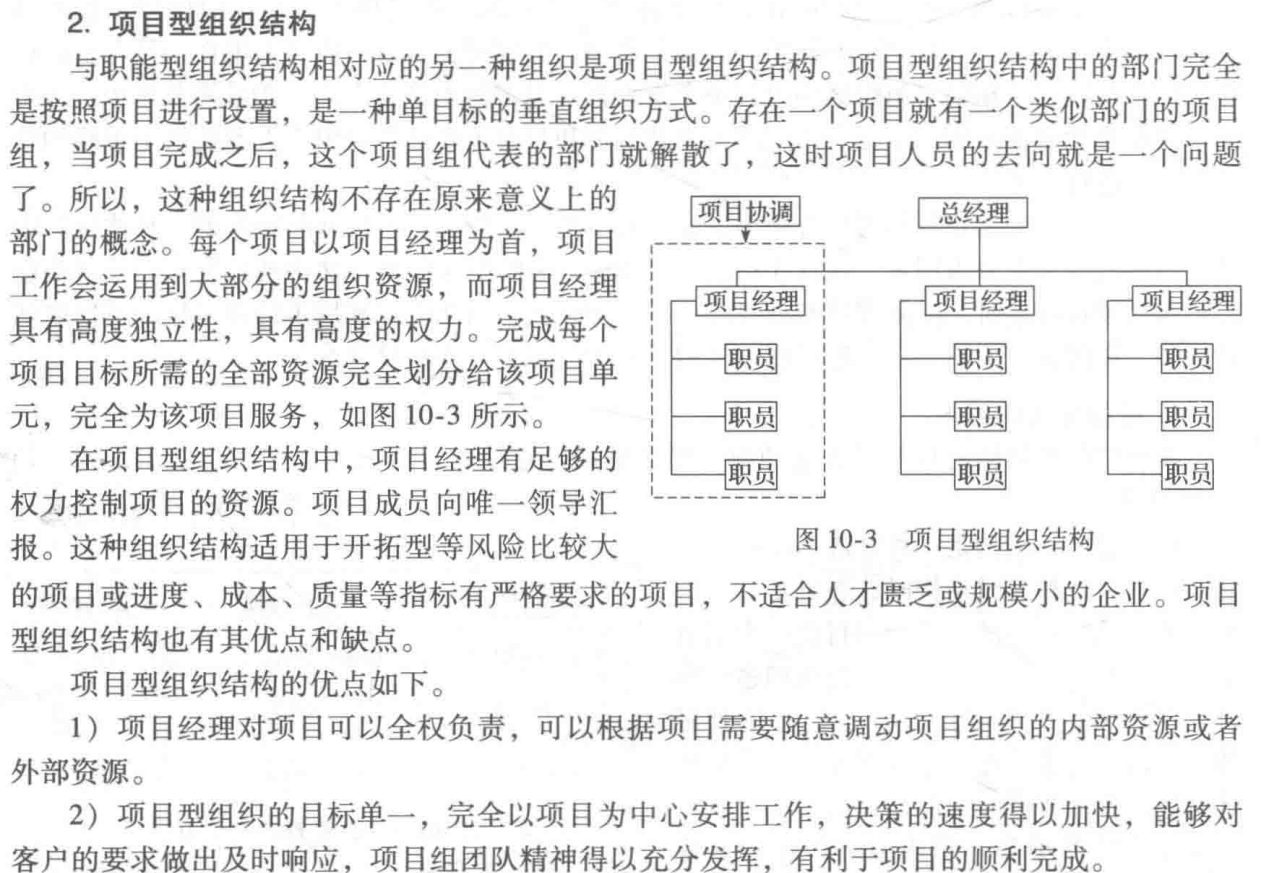 2. 项目型组织结构
与职能型组织结构相对应的另一种组织是项目型组织结构。项目型组织结构中的部门完全
是按照项目进行设置，是一种单目标的垂直组织方式。存在一个项目就有一个类似部门的项目
组，当项目完成之后，这个项目组代表的部门就解散了，这时项目人员的去向就是一个问题
了。所以，这种组织结构不存在原来意义上的
部门的概念。每个项目以项目经理为首，项目
工作会运用到大部分的组织资源，而项目经理
具有高度独立性，具有高度的权力。完成每个
项目目标所需的全部资源完全划分给该项目单
元，完全为该项目服务，如图 10-3 所示。
在项目型组织结构中，项目经理有足够的
权力控制项目的资源。项目成员向唯一领导汇
报。这种组织结构适用于开拓型等风险比较大
项目协调 总经理
项目经理 项目经理 项目经理
职员 职员 职员
职员 职员 职员
职员 职员 职员
图 10-3 项目型组织结构
的项目或进度、成本、质量等指标有严格要求的项目，不适合人才匮乏或规模小的企业。项目
型组织结构也有其优点和缺点。
项目型组织结构的优点如下。
1）项目经理对项目可以全权负责，可以根据项目需要随意调动项目组织的内部资源或者
外部资源。
2）项目型组织的目标单一，完全以项目为中心安排工作，决策的速度得以加快，能够对
客户的要求做出及时响应，项目组团队精神得以充分发挥，有利于项目的顺利完成。